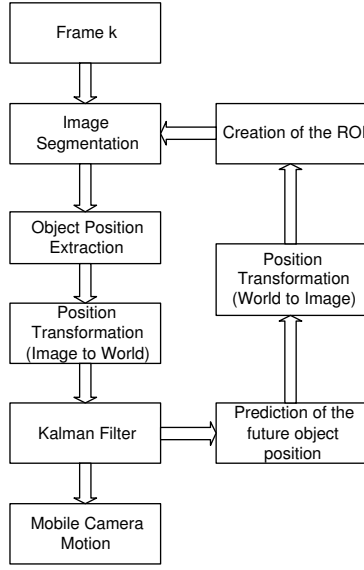 Frame k
Image
Segmentation
Creation of the ROI
Object Position
Extraction
Position
Transformation
(World to Image)
Position
Transformation
(Image to World)
Kalman Filter
Prediction of the
future object
position
Mobile Camera
Motion